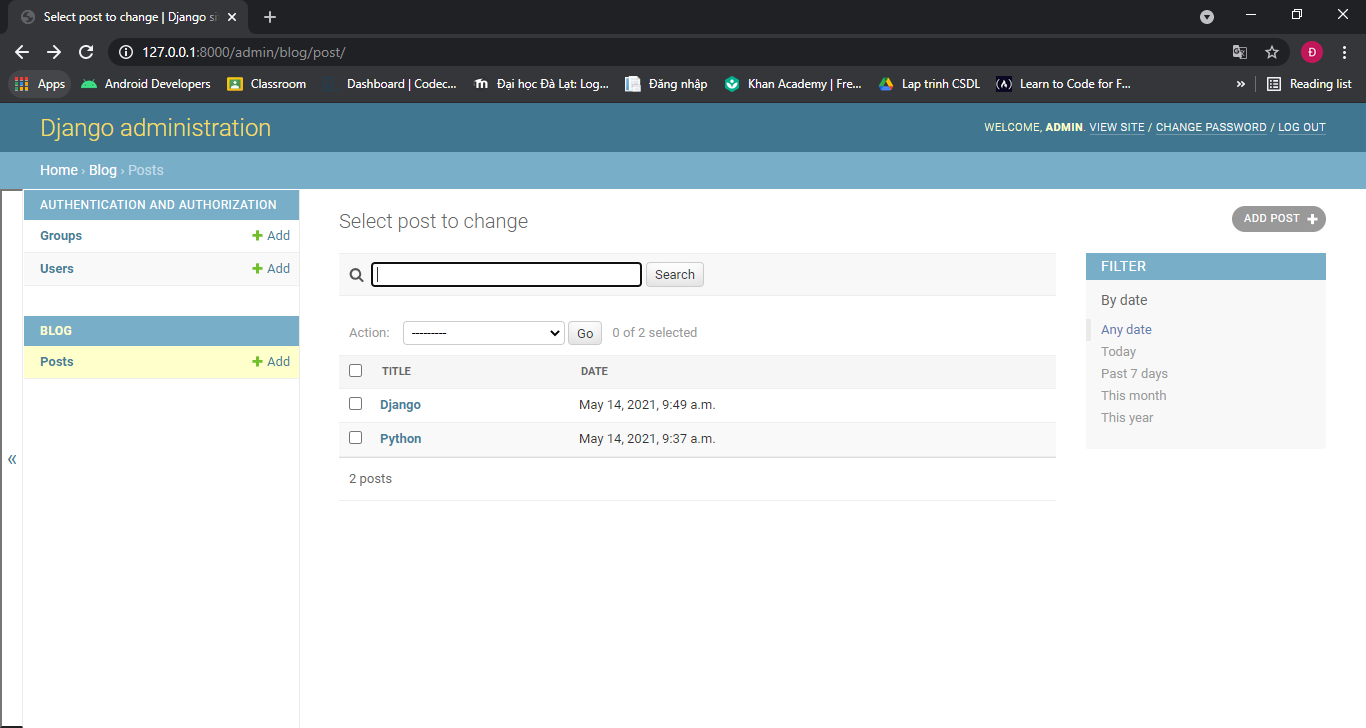 Select post to change | Django si
127.0.0.1:8000/admin/blog/post/
Đ
Apps Android Developers Classroom Dashboard | Codec... Đại học Đà Lạt: Log... Đăng nhập Khan Academy | Fre... Lap trinh CSDL Learn to Code for F... » Reading list
Django administration
WELCOME, ADMIN. VIEW SITE / CHANGE PASSWORD / LOG OUT
Home › Blog › Posts
AUTHENTICATION AND AUTHORIZATION
Groups + Add
Users + Add
BLOG
Posts + Add
«
Select post to change
ADD POST +
Search
Action: --------- Go 0 of 2 selected
TITLE DATE
Django May 14, 2021, 9:49 a.m.
Python May 14, 2021, 9:37 a.m.
2 posts
FILTER
By date
Any date
Today
Past 7 days
This month
This year